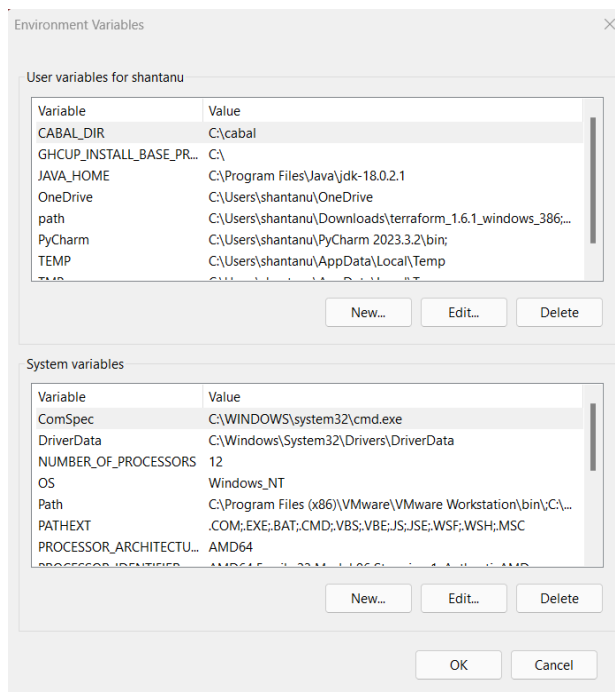 Environment Variables
User variables for shantanu
Variable Value
CABAL_DIR C:\cabal
GHCUP_INSTALL_BASE_PR... C:\
JAVA_HOME C:\Program Files\Java\jdk-18.0.2.1
OneDrive C:\Users\shantanu\OneDrive
path C:\Users\shantanu\Downloads\terraform_1.6.1_windows_386;...
PyCharm C:\Users\shantanu\PyCharm 2023.3.2\bin;
TEMP C:\Users\shantanu\AppData\Local\Temp
New... Edit... Delete
System variables
Variable Value
ComSpec C:\WINDOWS\system32\cmd.exe
DriverData C:\Windows\System32\Drivers\DriverData
NUMBER_OF_PROCESSORS 12
OS Windows_NT
Path C:\Program Files (x86)\VMware\VMware Workstation\bin\;C:\...
PATHEXT .COM;.EXE;.BAT;.CMD;.VBS;.VBE;.JS;.JSE;.WSF;.WSH;.MSC
PROCESSOR_ARCHITECTU... AMD64
New... Edit... Delete
OK Cancel